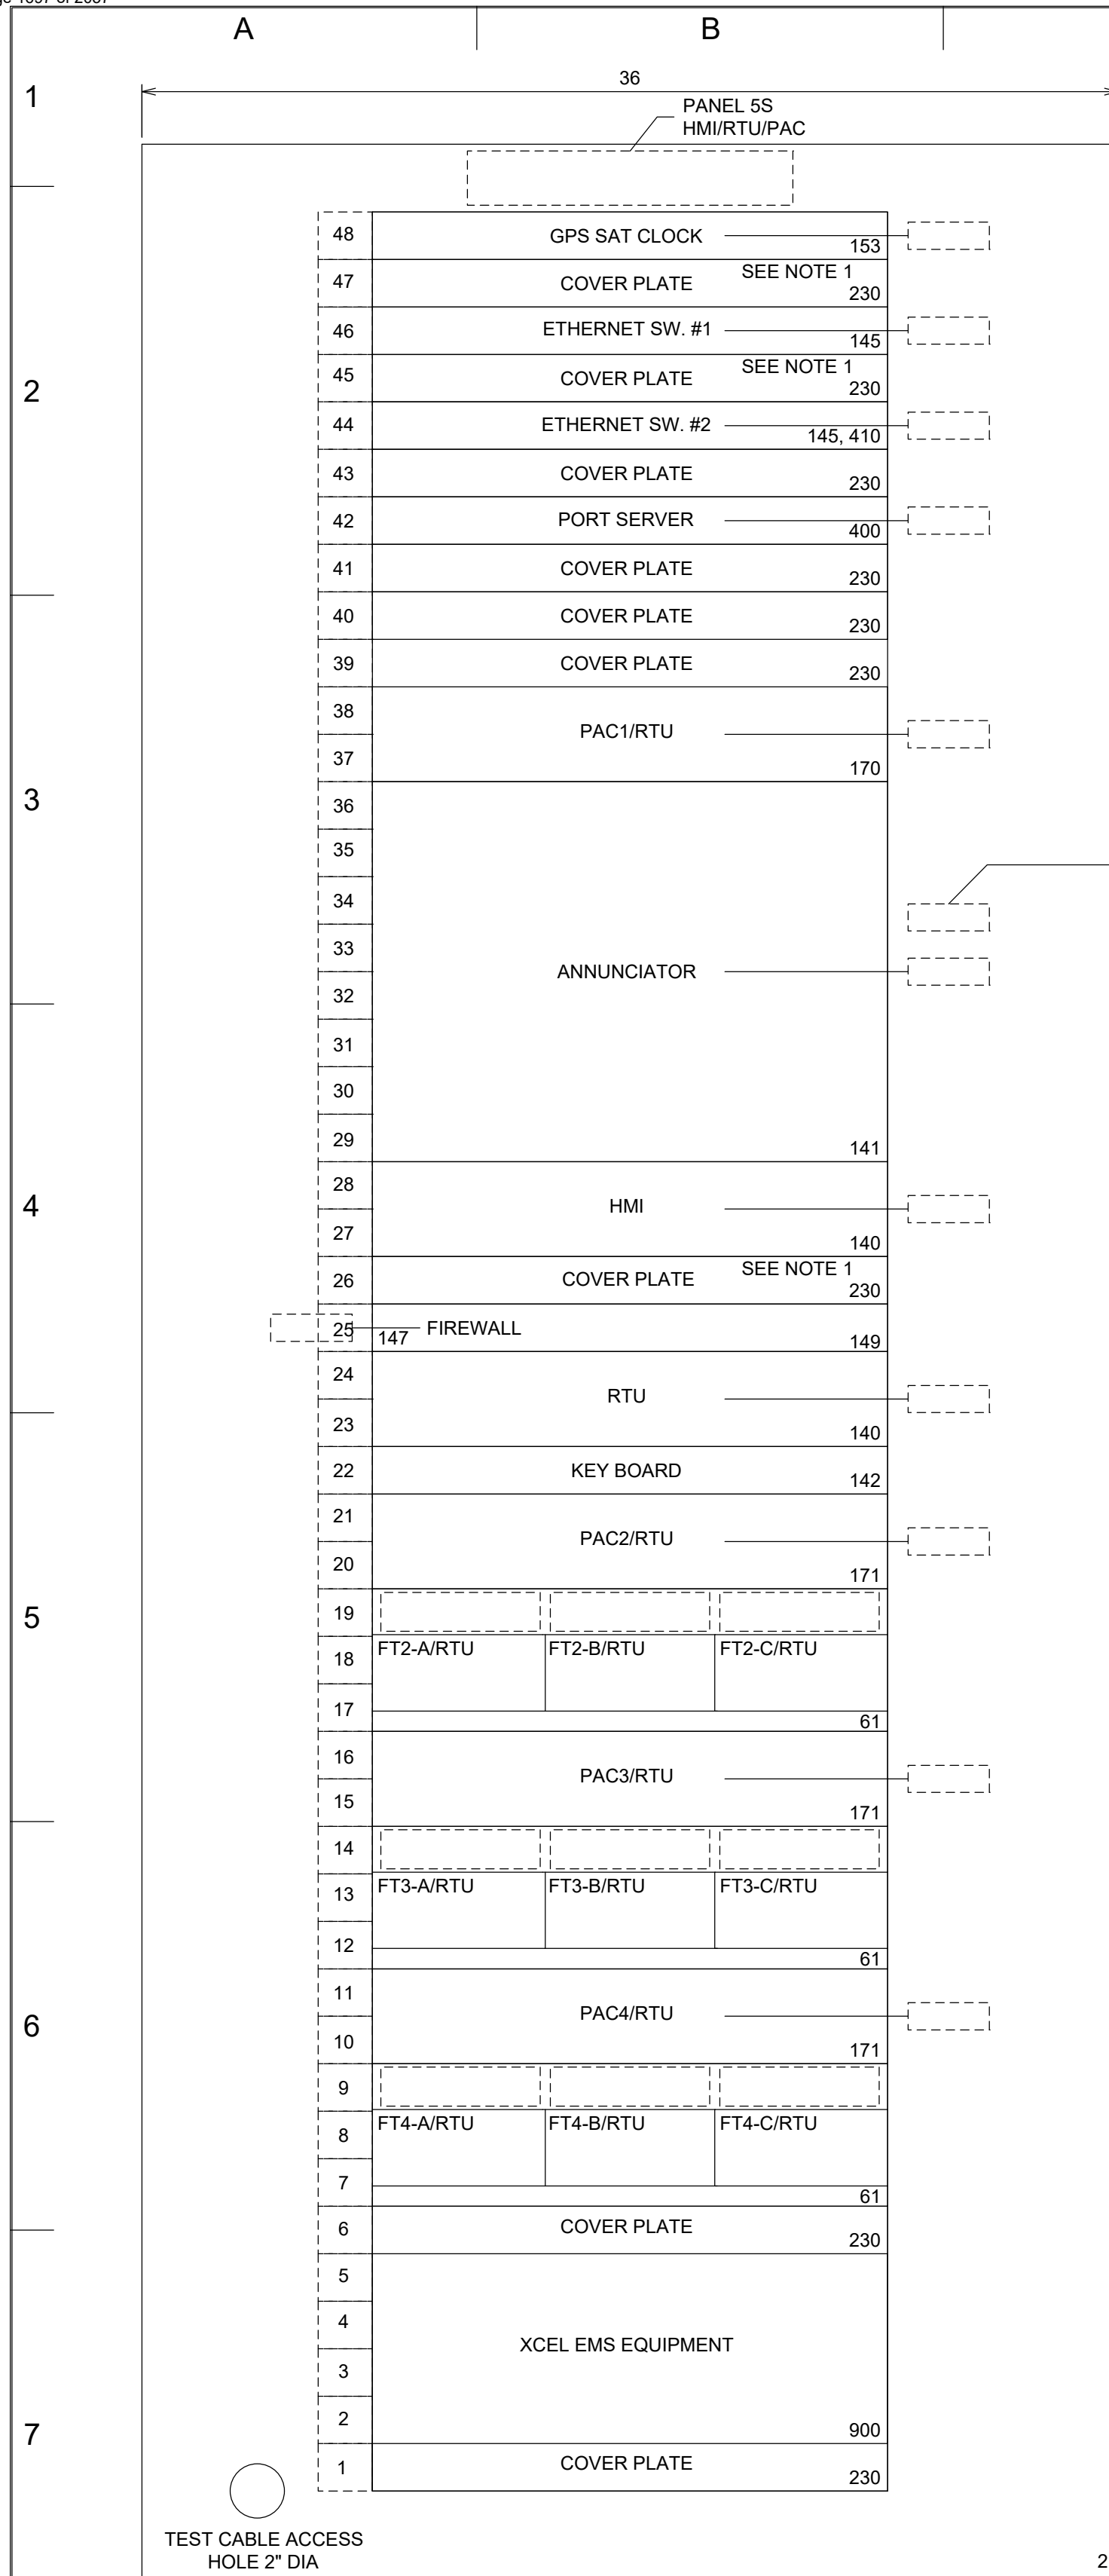 A
B
1
36
PANEL 5S
HMI/RTU/PAC
48
GPS SAT CLOCK
153
47
COVER PLATE
SEE NOTE 1
230
46
ETHERNET SW. #1
145
2
45
COVER PLATE
SEE NOTE 1
230
44
ETHERNET SW. #2
145, 410
43
COVER PLATE
230
42
PORT SERVER
400
41
COVER PLATE
230
40
COVER PLATE
230
39
COVER PLATE
230
38
PAC1/RTU
37
170
3
36
35
34
33
ANNUNCIATOR
32
31
30
29
141
4
28
HMI
27
140
26
COVER PLATE
SEE NOTE 1
230
25
147
FIREWALL
149
24
RTU
23
140
22
KEY BOARD
142
21
PAC2/RTU
20
171
5
19
18
FT2-A/RTU
FT2-B/RTU
FT2-C/RTU
17
61
16
PAC3/RTU
15
171
14
13
FT3-A/RTU
FT3-B/RTU
FT3-C/RTU
12
61
6
11
PAC4/RTU
10
171
9
8
FT4-A/RTU
FT4-B/RTU
FT4-C/RTU
7
61
6
COVER PLATE
230
5
4
XCEL EMS EQUIPMENT
3
2
900
7
1
COVER PLATE
230
TEST CABLE ACCESS
HOLE 2" DIA
2